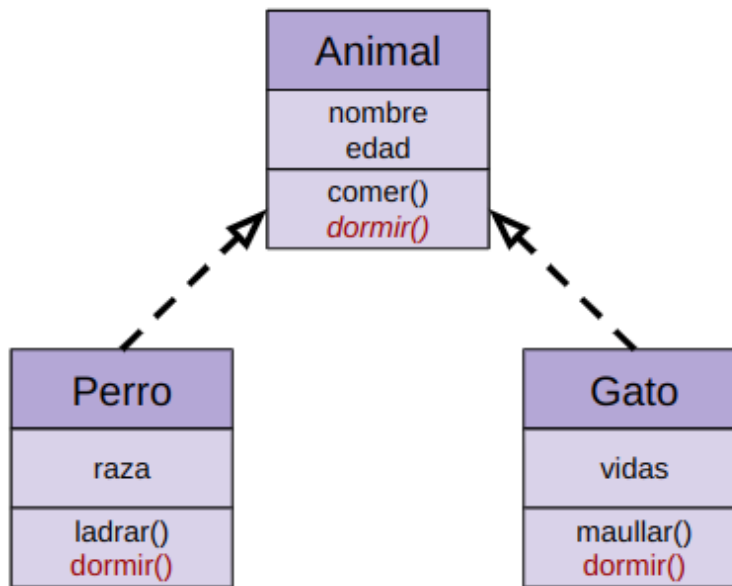 Animal
nombre
edad
comer()
dormir()
Perro
raza
ladrar()
dormir()
Gato
vidas
maullar()
dormir()